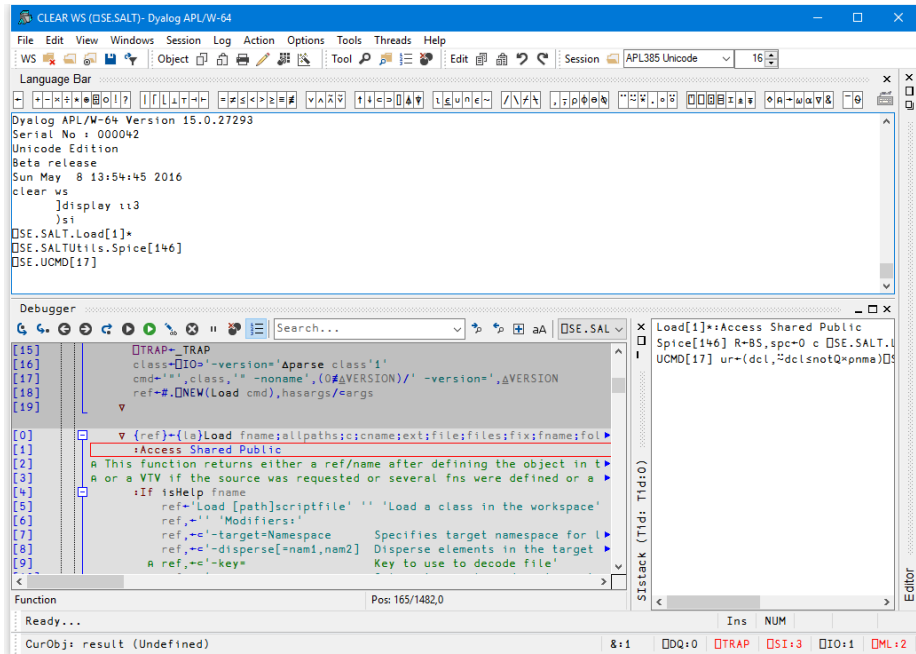 CLEAR WS (⎕SE.SALT)- Dyalog APL/W-64
File Edit View Windows Session Log Action Options Tools Threads Help
WS Object Tool Edit Session APL385 Unicode 16
Language Bar
Dyalog APL/W-64 Version 15.0.27293
Serial No : 000042
Unicode Edition
Beta release
Sun May  8 13:54:45 2016
clear ws
      ]display ⍳⍳3
      )si
⎕SE.SALT.Load[1]*
⎕SE.SALTUtils.Spice[146]
⎕SE.UCMD[17]
Debugger
Search... aA ⎕SE.SAL
[15] ⎕TRAP←_TRAP
[16] class←⎕IO⊃'-version='∆parse class'1'
[17] cmd←'"',class,'" -noname',(0≢∆VERSION)/' -version=',∆VERSION
[18] ref←#.⎕NEW(Load cmd),hasargs/⊂args
[19] ∇
[0] ∇ {ref}←{la}Load fname;allpaths;c;cname;ext;file;files;fix;fname;fol
[1] :Access Shared Public
[2] ⍝ This function returns either a ref/name after defining the object in t
[3] ⍝ or a VTV if the source was requested or several fns were defined or a
[4] :If isHelp fname
[5] ref←'Load [path]scriptfile' '' 'Load a class in the workspace'
[6] ref,←'' 'Modifiers:'
[7] ref,←⊂'-target=Namespace      Specifies target namespace for l
[8] ref,←⊂'-disperse[=nam1,nam2]  Disperse elements in the target
[9] ⍝ ref,←⊂'-key=                Key to use to decode file'
Function Pos: 165/1482,0
Load[1]*:Access Shared Public
Spice[146] R←BS,spc→0 c ⎕SE.SALT.L
UCMD[17] ur←(dcl,⍨dcl≤notQ×⍴nma)⎕S
SIstack (Tid: Tid:0)
Editor
Ready... Ins NUM
CurObj: result (Undefined) &:1 ⎕DQ:0 ⎕TRAP ⎕SI:3 ⎕IO:1 ⎕ML:2